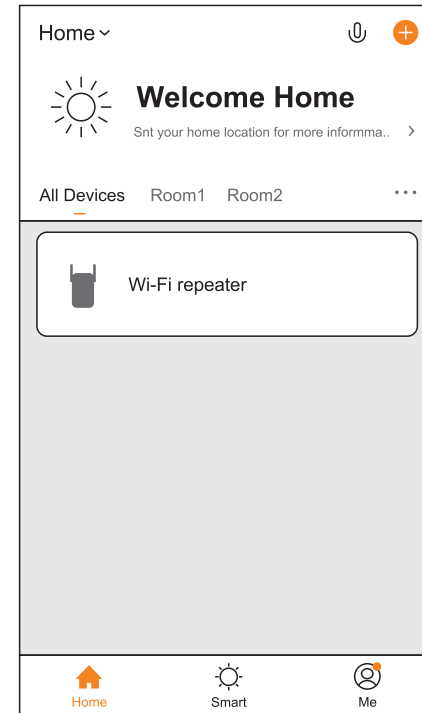 Home
Welcome Home
Snt your home location for more informma..
All Devices Room1 Room2 ...
Wi-Fi repeater
Home Smart Me